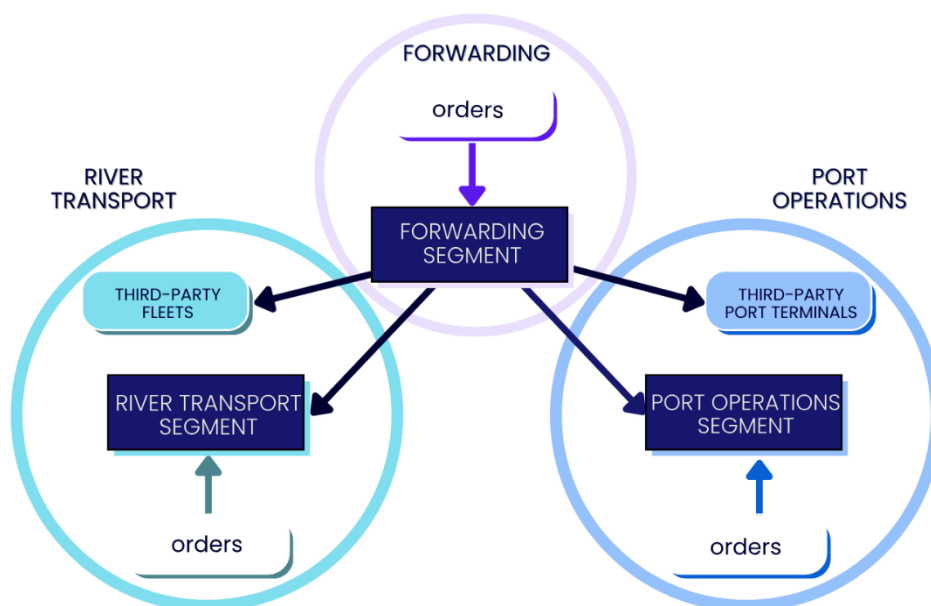 FORWARDING
orders
FORWARDING
SEGMENT
RIVER
TRANSPORT
THIRD-PARTY
FLEETS
RIVER TRANSPORT
SEGMENT
orders
PORT
OPERATIONS
THIRD-PARTY
PORT TERMINALS
PORT OPERATIONS
SEGMENT
orders